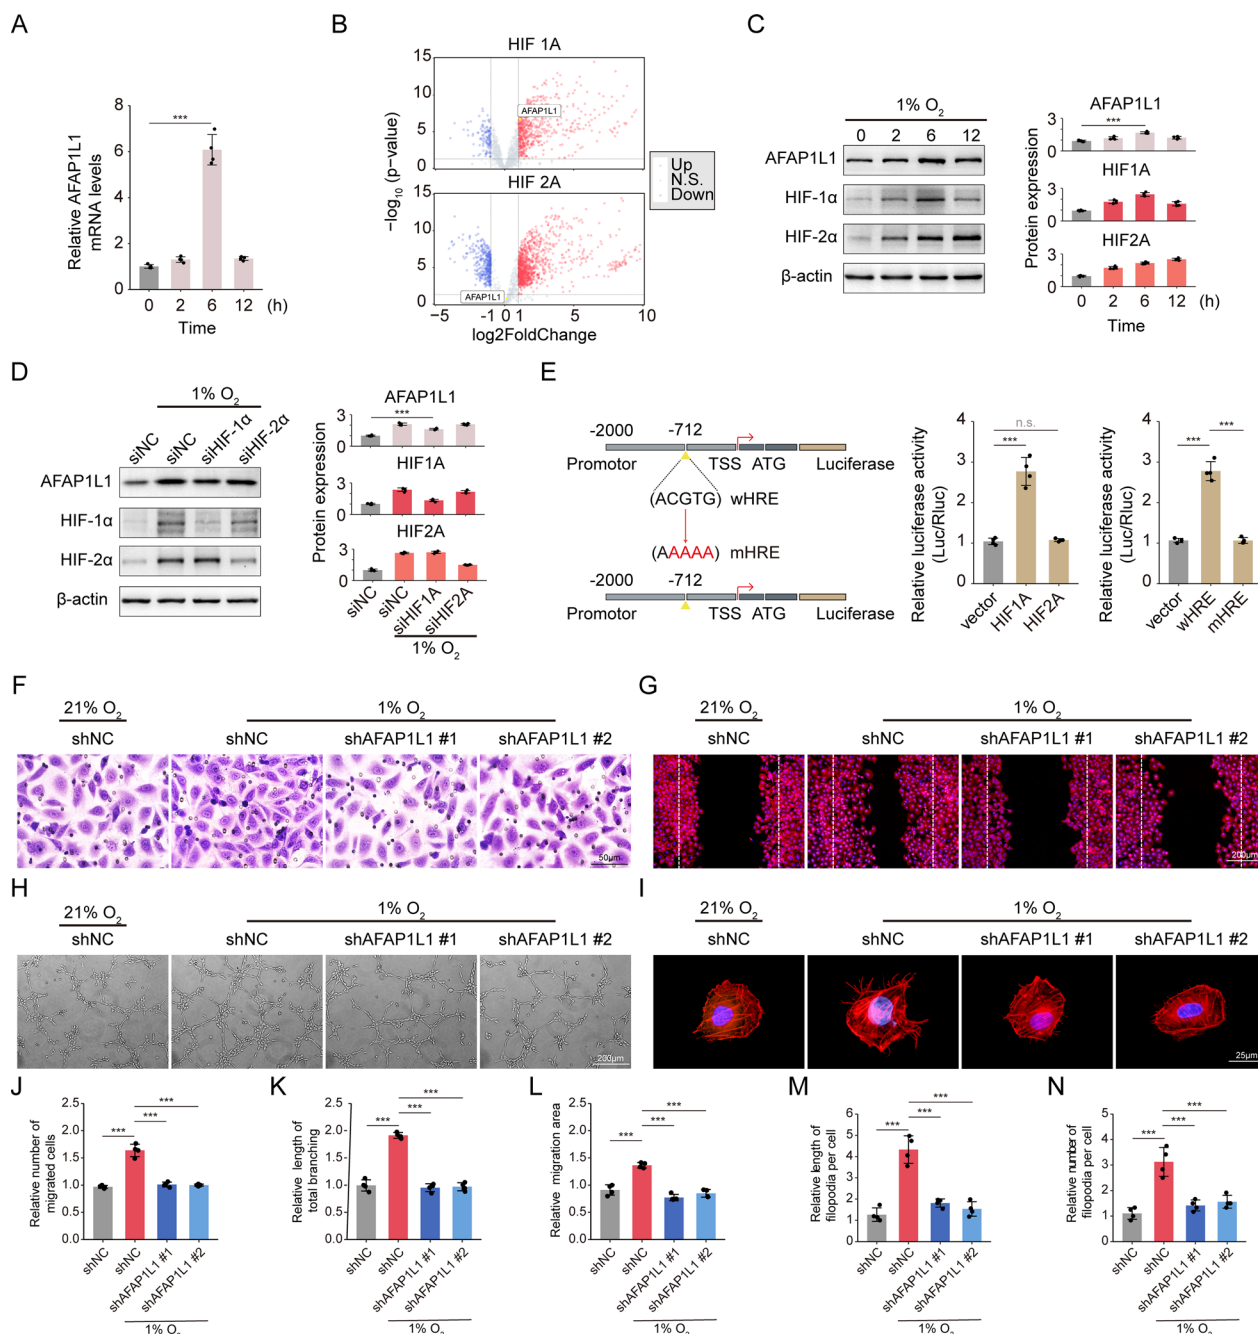 A
Relative AFAP1L1
mRNA levels
8
6
4
2
0
***
0 2 6 12 (h)
Time
B
HIF 1A
15
10
5
0
AFAP1L1
HIF 2A
15
10
5
0
AFAP1L1
-log10 (p-value)
−5 -1 0 1 5 10
log2FoldChange
Up
N.S.
Down
C
1% O2
0 2 6 12
AFAP1L1
HIF-1α
HIF-2α
β-actin
Protein expression
AFAP1L1
***
3
0
HIF1A
3
0
HIF2A
3
0
0 2 6 12 (h)
Time
D
1% O2
siNC siNC siHIF-1α siHIF-2α
AFAP1L1
HIF-1α
HIF-2α
β-actin
Protein expression
AFAP1L1
***
3
0
HIF1A
3
0
HIF2A
3
0
siNC siNC siHIF1A siHIF2A
1% O2
E
-2000 -712
Promotor TSS ATG Luciferase
(ACGTG) wHRE
(AAAAA) mHRE
-2000 -712
Promotor TSS ATG Luciferase
Relative luciferase activity
(Luc/Rluc)
4
3
2
1
0
n.s.
***
vector HIF1A HIF2A
Relative luciferase activity
(Luc/Rluc)
4
3
2
1
0
*** ***
vector wHRE mHRE
F
21% O2 1% O2
shNC shNC shAFAP1L1 #1 shAFAP1L1 #2
50μm
G
21% O2 1% O2
shNC shNC shAFAP1L1 #1 shAFAP1L1 #2
200μm
H
21% O2 1% O2
shNC shNC shAFAP1L1 #1 shAFAP1L1 #2
200μm
I
21% O2 1% O2
shNC shNC shAFAP1L1 #1 shAFAP1L1 #2
25μm
J
Relative number of
migrated cells
2.5
2.0
1.5
1.0
0.5
0.0
***
***
***
shNC shNC shAFAP1L1 #1 shAFAP1L1 #2
1% O2
K
Relative length of
total branching
2.5
2.0
1.5
1.0
0.5
0.0
***
***
***
shNC shNC shAFAP1L1 #1 shAFAP1L1 #2
1% O2
L
Relative migration area
2.5
2.0
1.5
1.0
0.5
0.0
***
***
***
shNC shNC shAFAP1L1 #1 shAFAP1L1 #2
1% O2
M
Relative length of
filopodia per cell
6
5
4
3
2
1
0
***
***
***
shNC shNC shAFAP1L1 #1 shAFAP1L1 #2
1% O2
N
Relative number of
filopodia per cell
5
4
3
2
1
0
***
***
***
shNC shNC shAFAP1L1 #1 shAFAP1L1 #2
1% O2